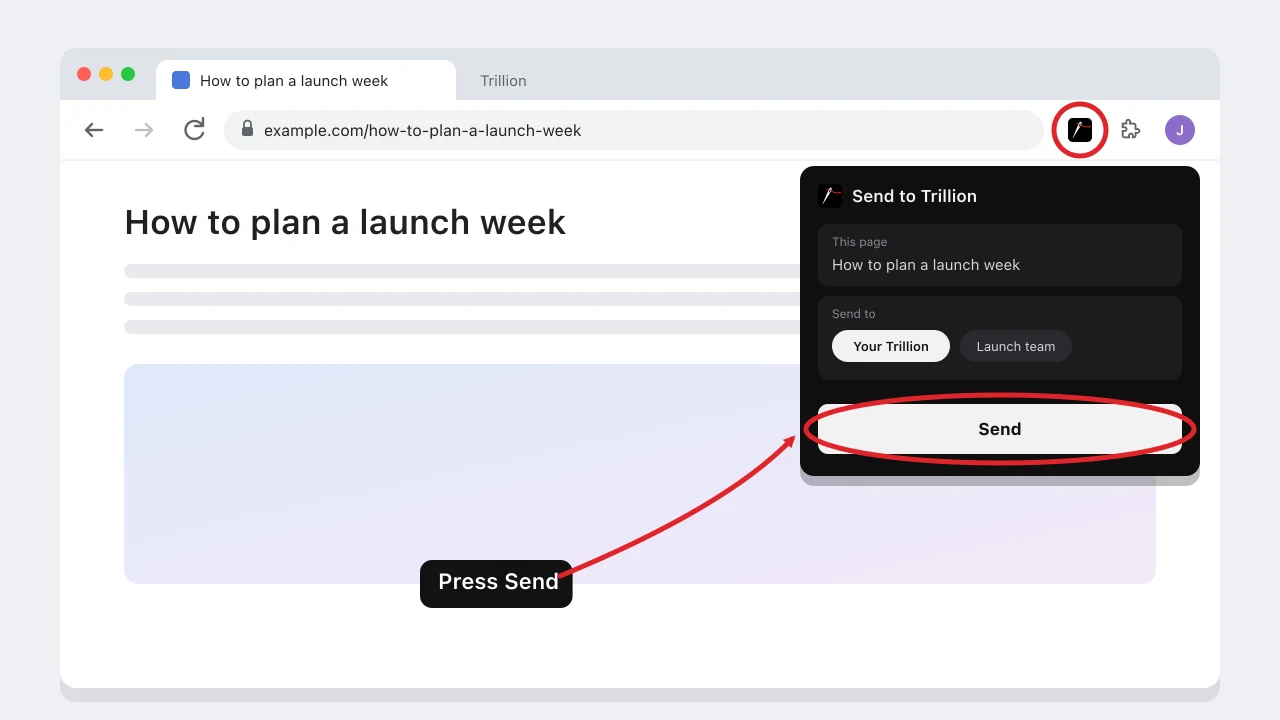 How to plan a launch week
Trillion
example.com/how-to-plan-a-launch-week
J
How to plan a launch week
Send to Trillion
This page
How to plan a launch week
Send to
Your Trillion
Launch team
Send
Press Send